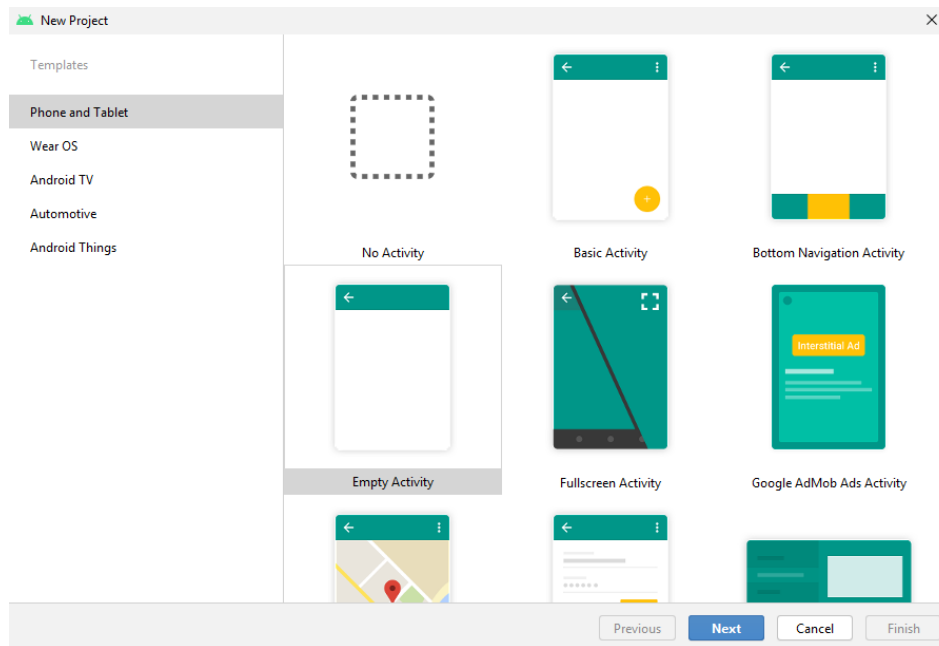 New Project
Templates
Phone and Tablet
Wear OS
Android TV
Automotive
Android Things
No Activity
Basic Activity
Bottom Navigation Activity
Interstitial Ad
Empty Activity
Fullscreen Activity
Google AdMob Ads Activity
Previous
Next
Cancel
Finish